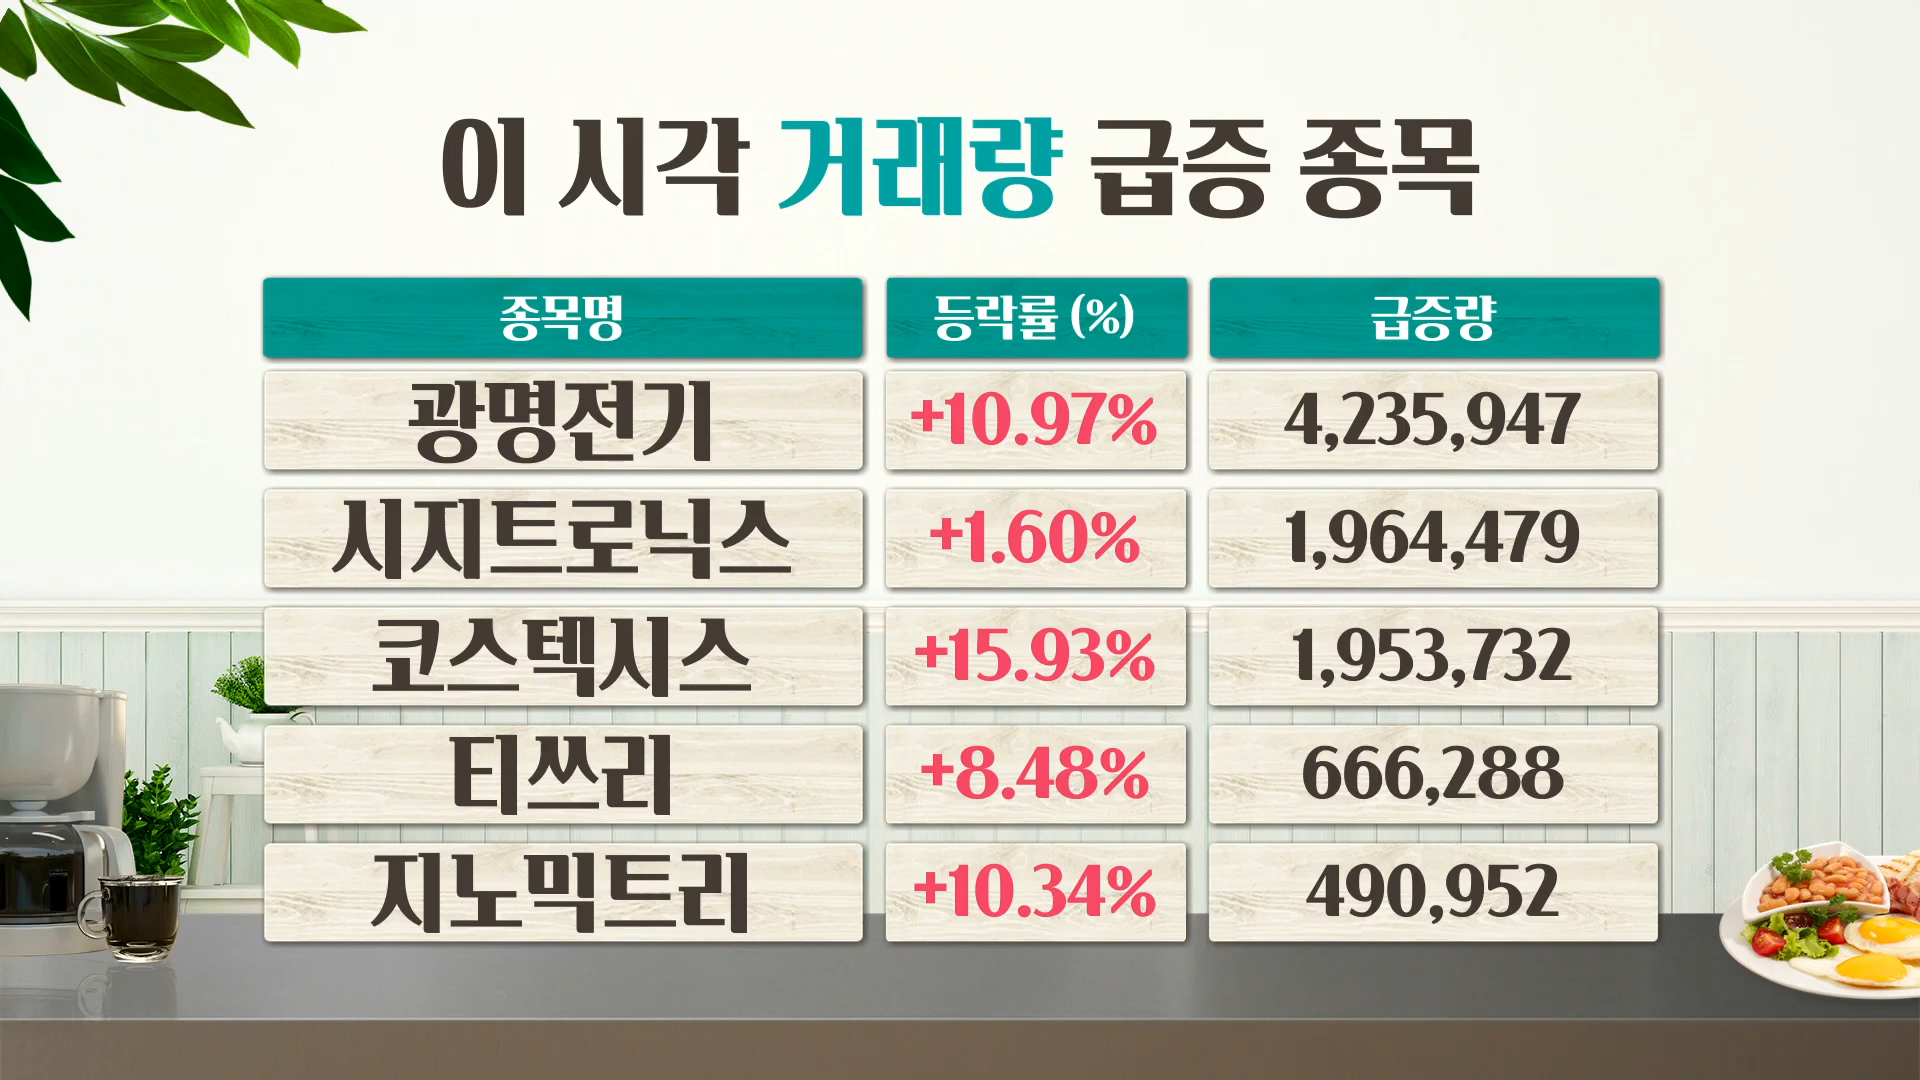 이 시각 거래량 급증 종목
종목명 등락률 (%) 급증량
광명전기 +10.97% 4,235,947
시지트로닉스 +1.60% 1,964,479
코스텍시스 +15.93% 1,953,732
티쓰리 +8.48% 666,288
지노믹트리 +10.34% 490,952